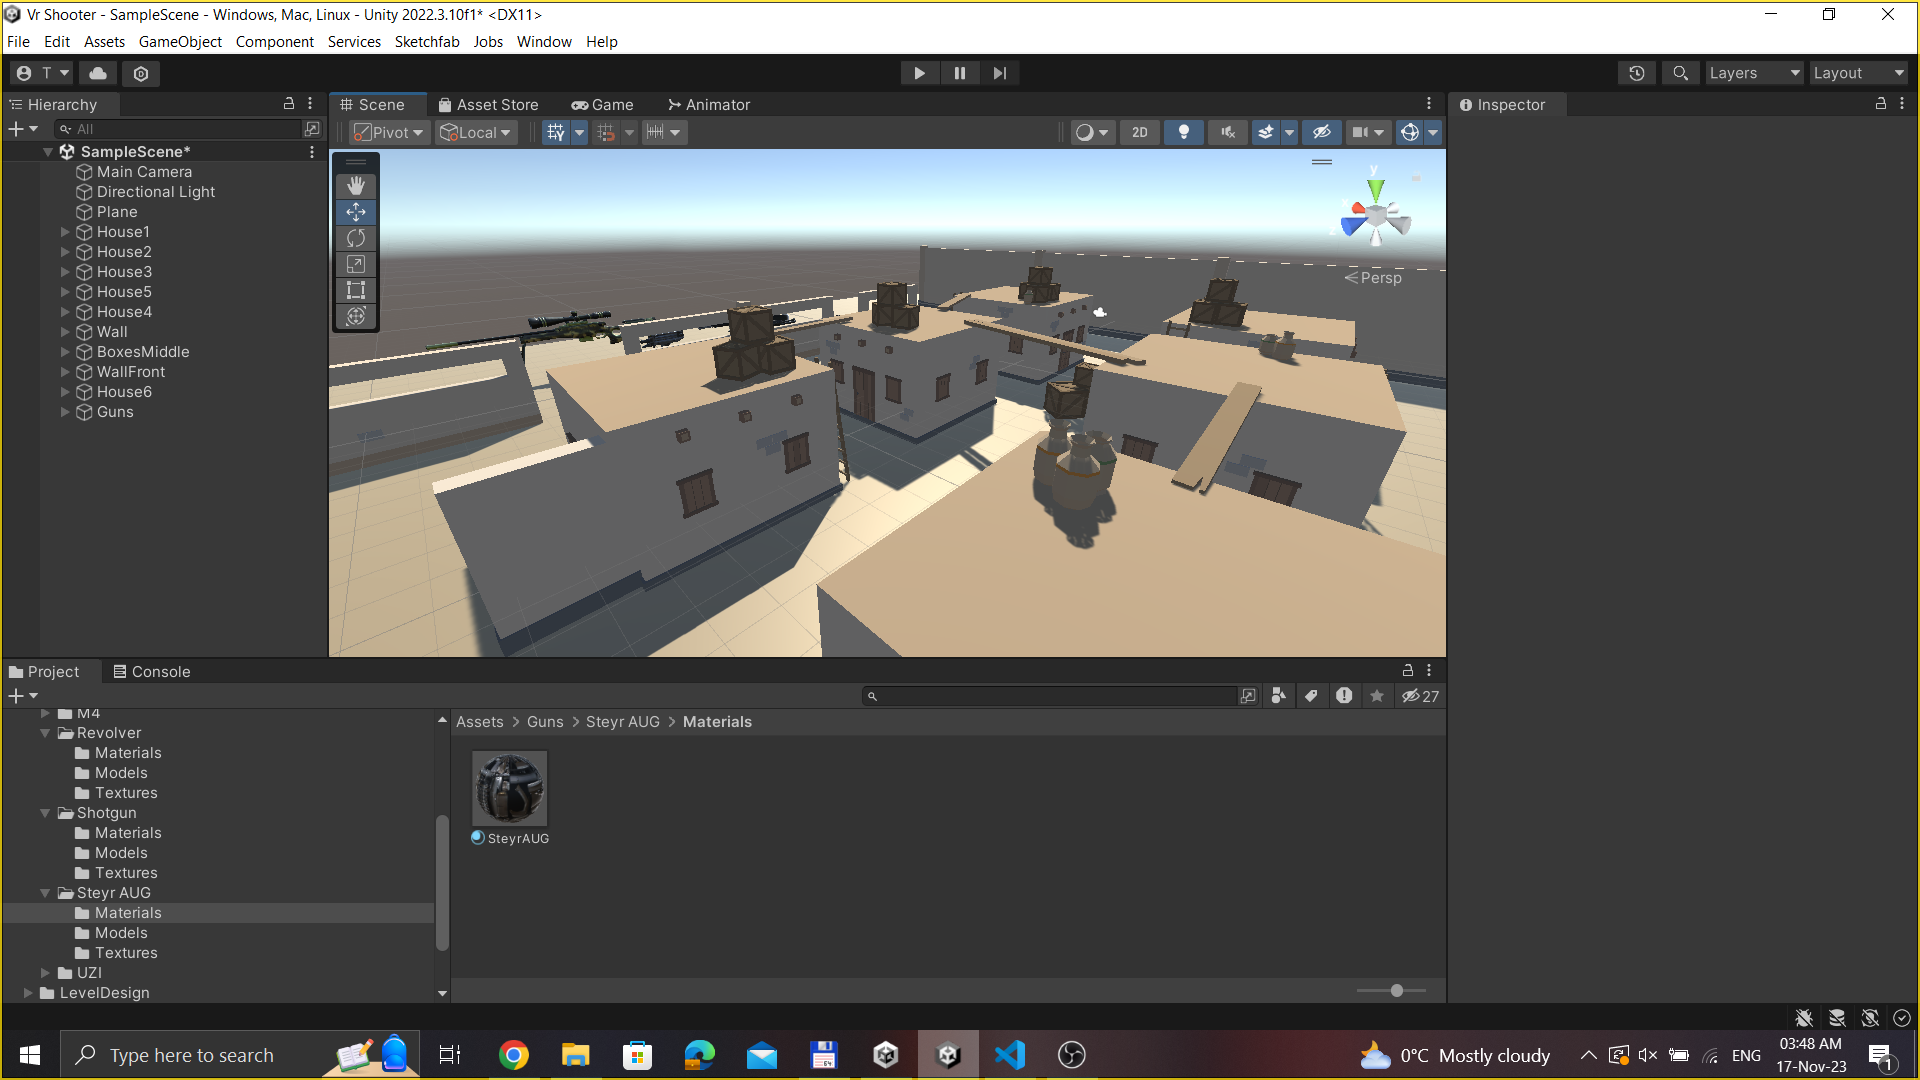 Vr Shooter - SampleScene - Windows, Mac, Linux - Unity 2022.3.10f1* <DX11>
File Edit Assets GameObject Component Services Sketchfab Jobs Window Help
T
Layers
Layout
Hierarchy
Scene
Asset Store
Game
Animator
Inspector
All
Pivot
Local
2D
SampleScene*
Main Camera
Directional Light
Plane
House1
House2
House3
House5
House4
Wall
BoxesMiddle
WallFront
House6
Guns
y
Persp
Project
Console
27
M4
Revolver
Materials
Models
Textures
Shotgun
Materials
Models
Textures
Steyr AUG
Materials
Models
Textures
UZI
LevelDesign
Assets > Guns > Steyr AUG > Materials
SteyrAUG
Type here to search
64
0°C Mostly cloudy
ENG
03:48 AM
17-Nov-23
1